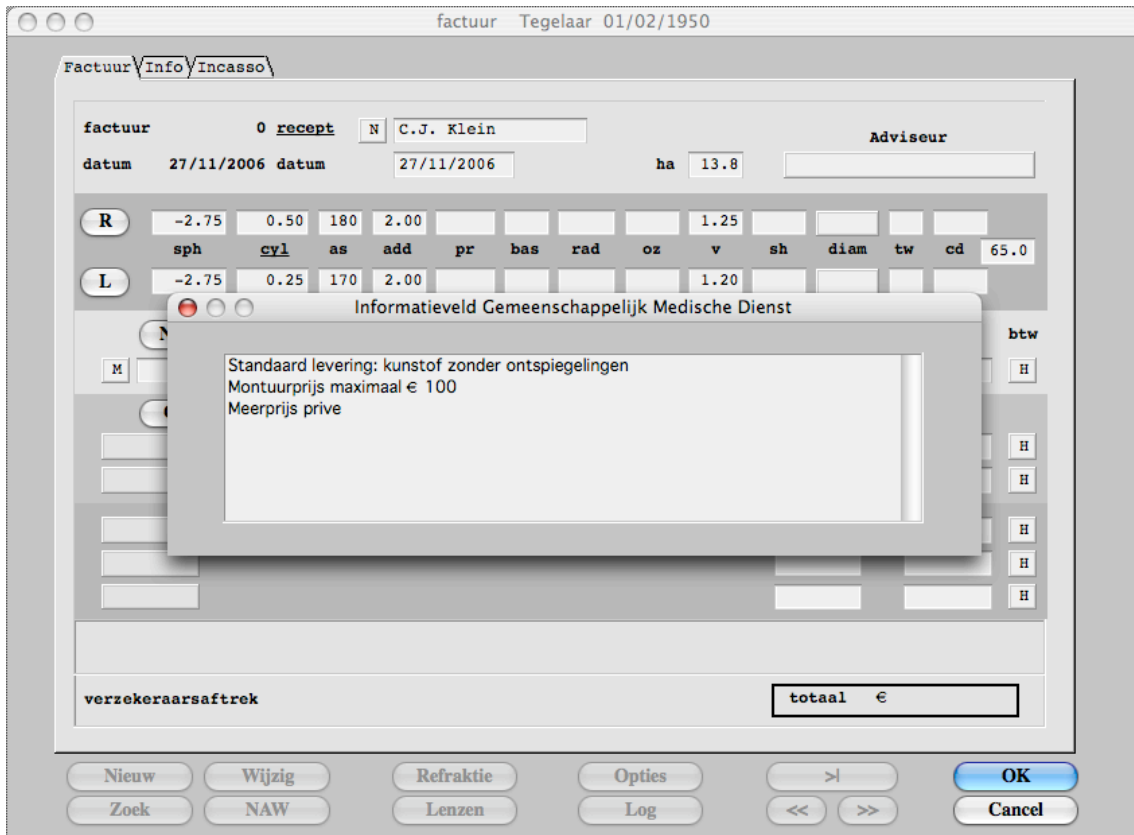 factuur Tegelaar 01/02/1950
Factuur Info Incasso
factuur 0 recept N C.J. Klein
Adviseur
datum 27/11/2006 datum 27/11/2006 ha 13.8
R -2.75 0.50 180 2.00 1.25
sph cyl as add pr bas rad oz v sh diam tw cd 65.0
L -2.75 0.25 170 2.00 1.20
Informatieveld Gemeenschappelijk Medische Dienst
btw
M H
Standaard levering: kunstof zonder ontspiegelingen
Montuurprijs maximaal € 100
Meerprijs prive
H
H
H
H
H
verzekeraarsaftrek totaal €
Nieuw Wijzig Refraktie Opties >| OK
Zoek NAW Lenzen Log << >> Cancel